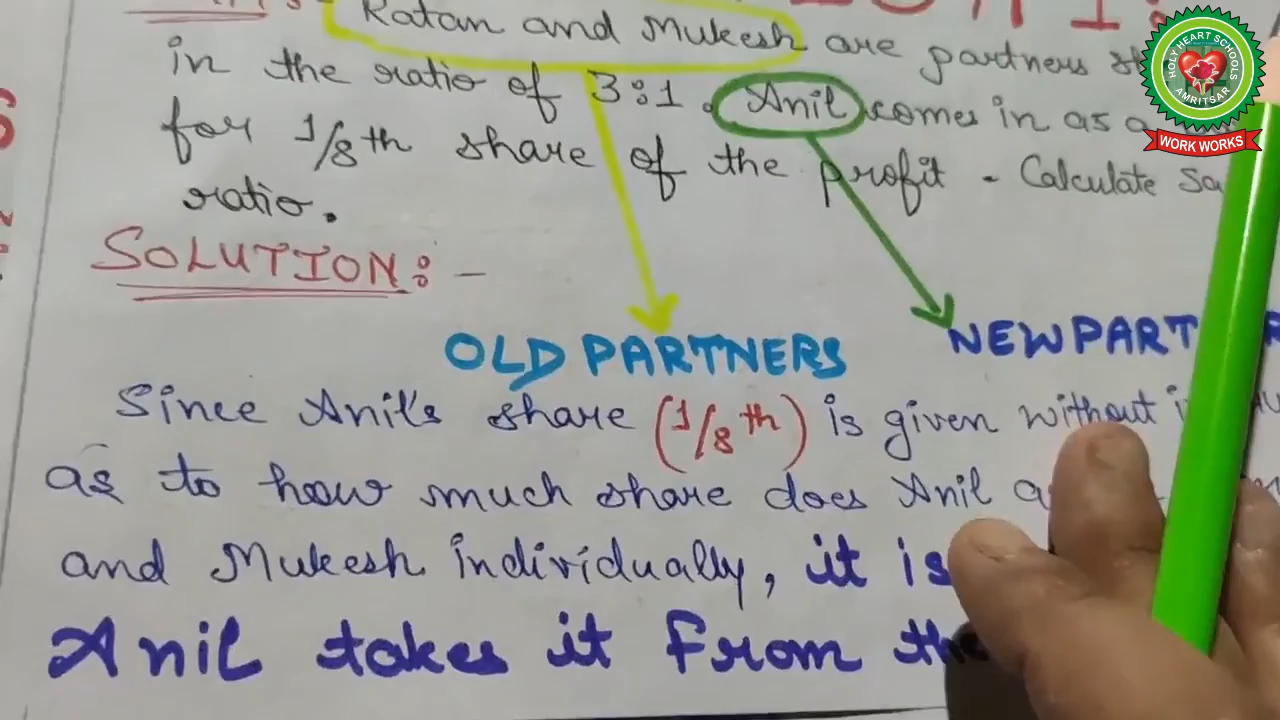 Ratan and Mukesh are partners
in the ratio of 3:1. Anil comes in as a
for 1/8th share of the profit - Calculate
ratio.
SOLUTION:-
OLD PARTNERS
NEW PART
Since Anil's share (1/8th) is given without
as to how much share does Anil
and Mukesh individually, it is
Anil takes it from the
HOLY HEART SCHOOLS
AMRITSAR
WORK WORKS